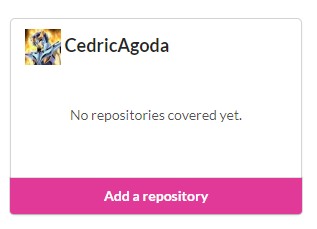 CedricAgoda
No repositories covered yet.
Add a repository